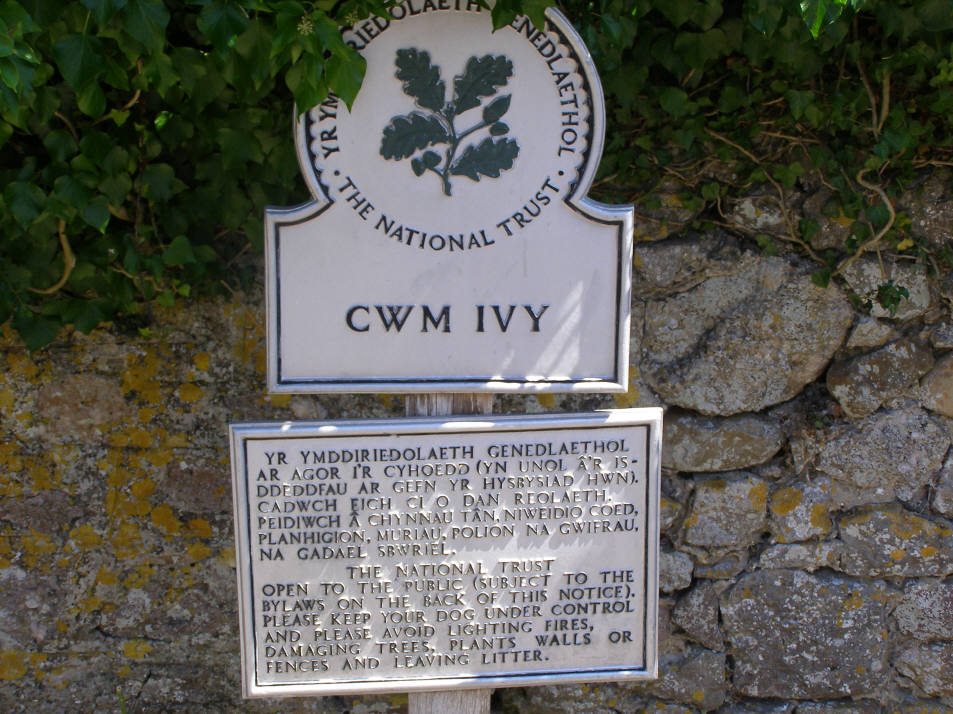 YR YMDDIRIEDOLAETH GENEDLAETHOL
· THE NATIONAL TRUST ·
CWM IVY
YR YMDDIRIEDOLAETH GENEDLAETHOL
AR AGOR I'R CYHOEDD (YN UNOL Â'R IS-
DDEDDFAU AR GEFN YR HYSBYSIAD HWN).
CADWCH EICH CI O DAN REOLAETH.
PEIDIWCH Â CHYNNAU TÂN, NIWEIDIO COED,
PLANHIGION, MURIAU, POLION NA GWIFRAU,
NA GADAEL SBWRIEL.
THE NATIONAL TRUST
OPEN TO THE PUBLIC (SUBJECT TO THE
BYLAWS ON THE BACK OF THIS NOTICE).
PLEASE KEEP YOUR DOG UNDER CONTROL
AND PLEASE AVOID LIGHTING FIRES,
DAMAGING TREES, PLANTS WALLS OR
FENCES AND LEAVING LITTER.